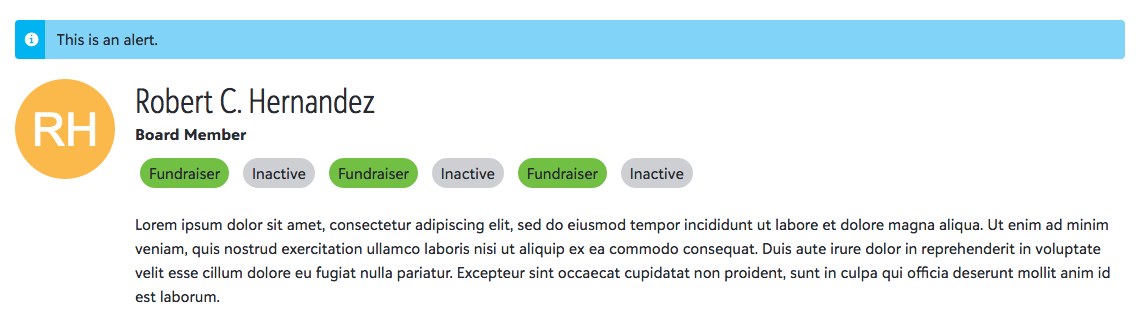 This is an alert.
RH
Robert C. Hernandez
Board Member
Fundraiser Inactive Fundraiser Inactive Fundraiser Inactive
Lorem ipsum dolor sit amet, consectetur adipiscing elit, sed do eiusmod tempor incididunt ut labore et dolore magna aliqua. Ut enim ad minim
veniam, quis nostrud exercitation ullamco laboris nisi ut aliquip ex ea commodo consequat. Duis aute irure dolor in reprehenderit in voluptate
velit esse cillum dolore eu fugiat nulla pariatur. Excepteur sint occaecat cupidatat non proident, sunt in culpa qui officia deserunt mollit anim id
est laborum.